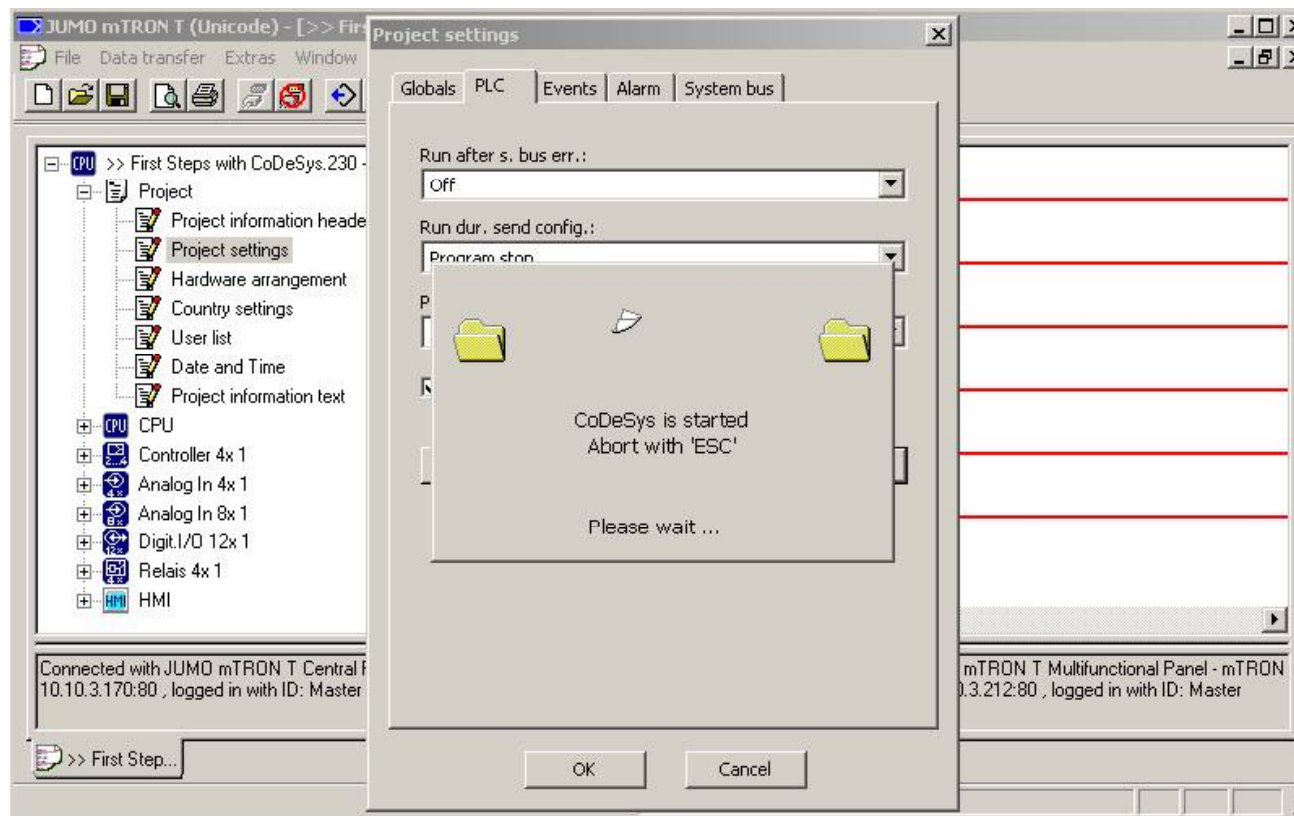 JUMO mTRON T (Unicode) - [>> Firs
Project settings
File Data transfer Extras Window
Globals PLC Events Alarm System bus
Run after s. bus err.:
Off
Run dur. send config.:
Program stop
P
CoDeSys is started
Abort with 'ESC'
Please wait ...
>> First Steps with CoDeSys.230 -
Project
Project information heade
Project settings
Hardware arrangement
Country settings
User list
Date and Time
Project information text
CPU CPU
Controller 4x 1
Analog In 4x 1
Analog In 8x 1
Digit.I/O 12x 1
Relais 4x 1
HMI HMI
Connected with JUMO mTRON T Central
10.10.3.170:80 , logged in with ID: Master
mTRON T Multifunctional Panel - mTRON
.3.212:80 , logged in with ID: Master
>> First Step...
OK Cancel